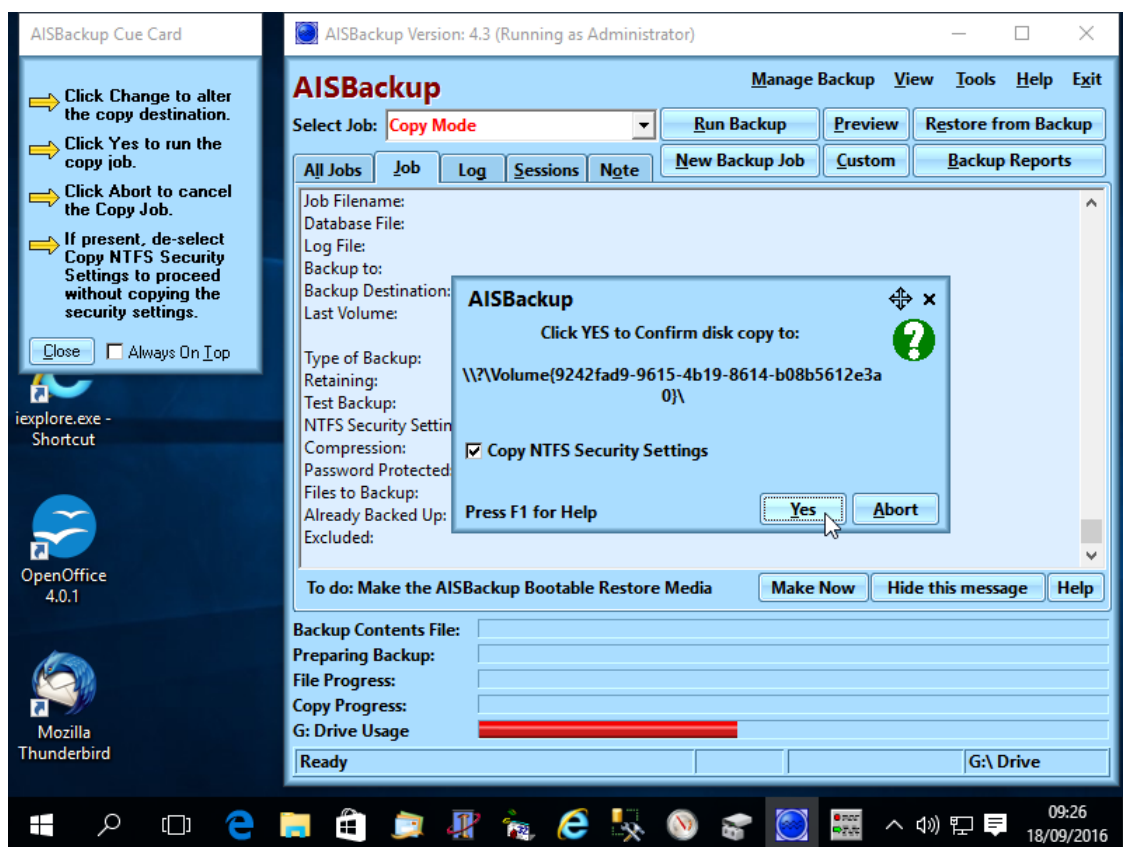 AISBackup Cue Card
Click Change to alter
the copy destination.
Click Yes to run the
copy job.
Click Abort to cancel
the Copy Job.
If present, de-select
Copy NTFS Security
Settings to proceed
without copying the
security settings.
Close Always On Top
iexplore.exe -
Shortcut
OpenOffice
4.0.1
Mozilla
Thunderbird
AISBackup Version: 4.3 (Running as Administrator)
AISBackup
Manage Backup View Tools Help Exit
Select Job: Copy Mode Run Backup Preview Restore from Backup
All Jobs Job Log Sessions Note New Backup Job Custom Backup Reports
Job Filename:
Database File:
Log File:
Backup to:
Backup Destination:
Last Volume:
Type of Backup:
Retaining:
Test Backup:
NTFS Security Settin
Compression:
Password Protected:
Files to Backup:
Already Backed Up:
Excluded:
AISBackup
Click YES to Confirm disk copy to:
\\?\Volume{9242fad9-9615-4b19-8614-b08b5612e3a
0}\
Copy NTFS Security Settings
Press F1 for Help Yes Abort
To do: Make the AISBackup Bootable Restore Media Make Now Hide this message Help
Backup Contents File:
Preparing Backup:
File Progress:
Copy Progress:
G: Drive Usage
Ready G:\ Drive
09:26
18/09/2016